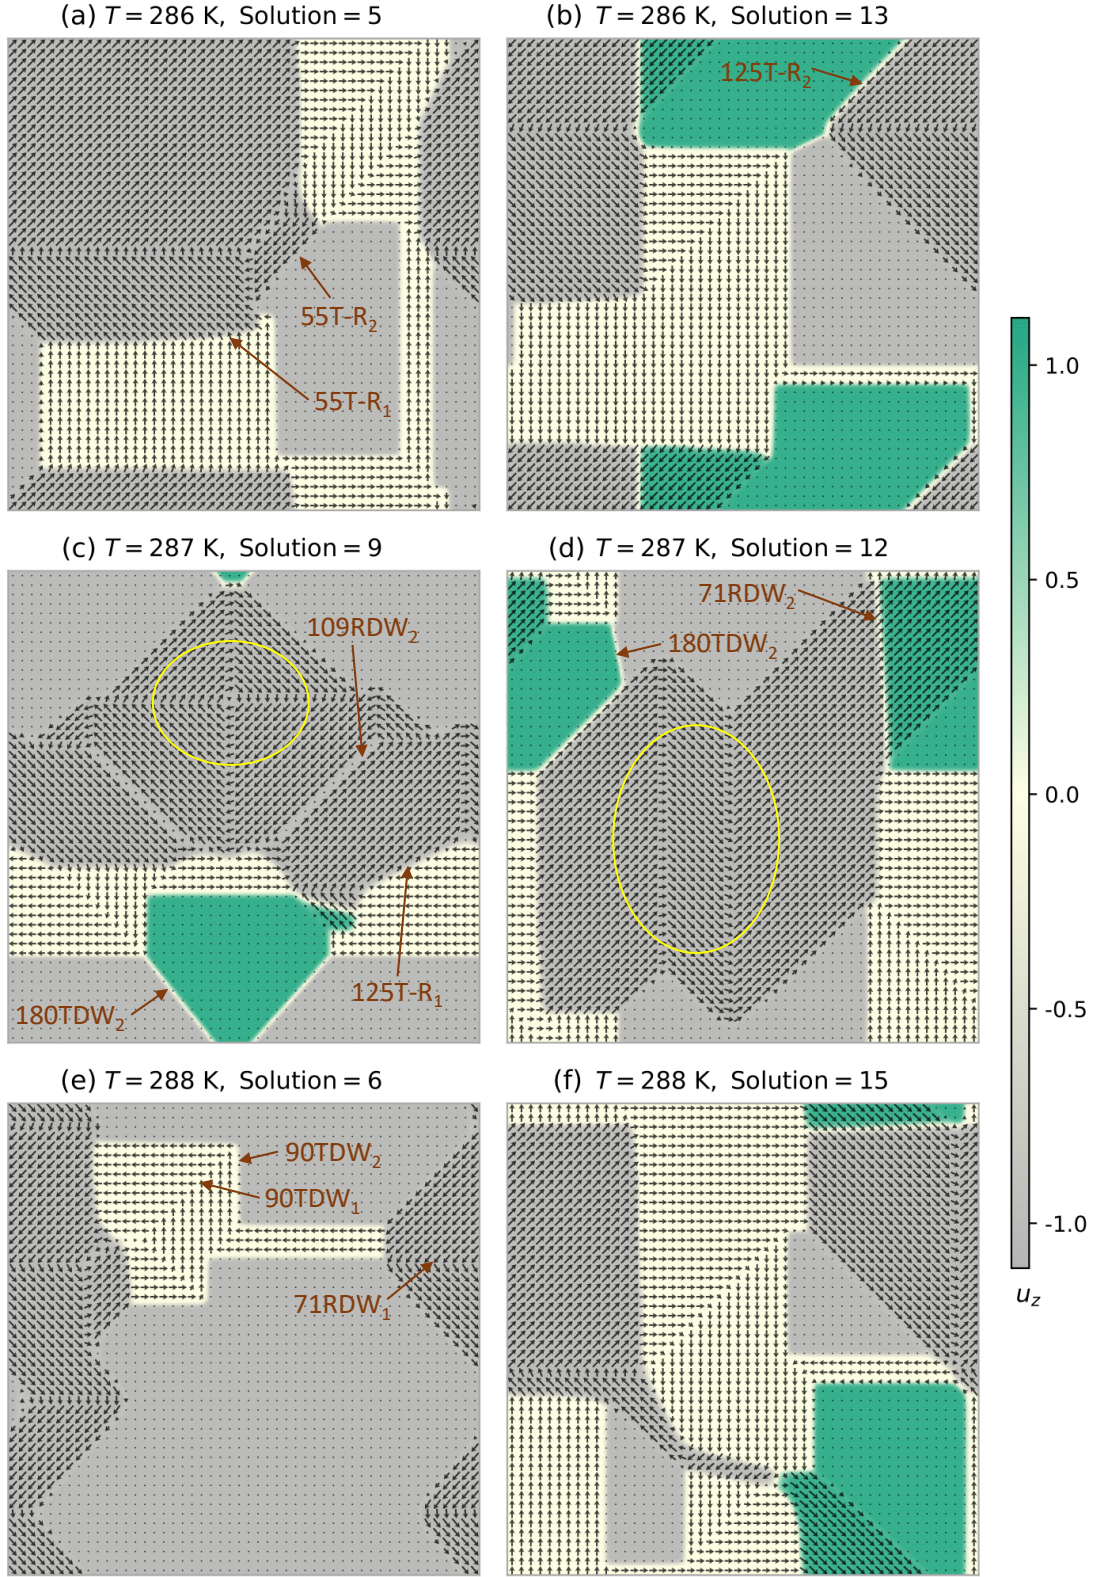 (a) T = 286 K, Solution = 5
(b) T = 286 K, Solution = 13
125T-R₂
55T-R₂
55T-R₁
1.0
0.5
0.0
-0.5
-1.0
u_z
(c) T = 287 K, Solution = 9
(d) T = 287 K, Solution = 12
109RDW₂
125T-R₁
180TDW₂
71RDW₂
180TDW₂
(e) T = 288 K, Solution = 6
(f) T = 288 K, Solution = 15
90TDW₂
90TDW₁
71RDW₁